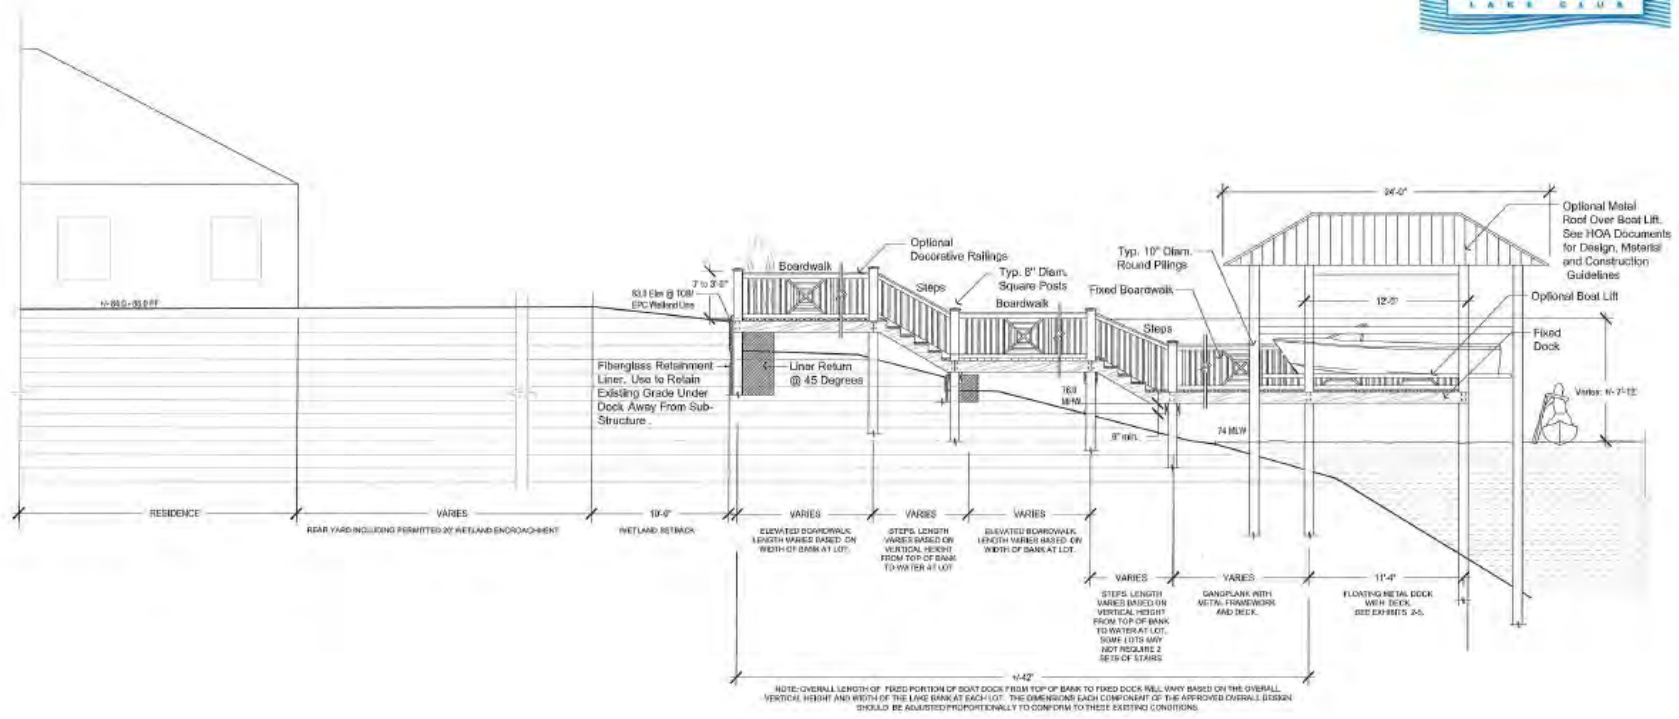 LAKE CLUB
24'-0"
Optional Metal
Roof Over Boat Lift.
See HOA Documents
for Design, Material
and Construction
Guidelines
Optional
Decorative Railings
Typ. 10" Diam.
Round Pilings
Boardwalk
Typ. 8" Diam.
Square Posts
Steps
Boardwalk
Fixed Boardwalk
12'-5"
Optional Boat Lift
Steps
Fixed
Dock
EPC Wetland Line
Fiberglass Retainment
Liner. Use to Retain
Existing Grade Under
Dock Away From Sub-
Structure .
Liner Return
@ 45 Degrees
MHW
9" min.
74 MLW
RESIDENCE
VARIES
10'-0"
VARIES
VARIES
VARIES
REAR YARD INCLUDING PERMITTED 20' WETLAND ENCROACHMENT
WETLAND SETBACK
ELEVATED BOARDWALK
LENGTH VARIES BASED ON
WIDTH OF BANK AT LOT.
STEPS. LENGTH
VARIES BASED ON
VERTICAL HEIGHT
FROM TOP OF BANK
TO WATER AT LOT
ELEVATED BOARDWALK
LENGTH VARIES BASED ON
WIDTH OF BANK AT LOT.
VARIES
VARIES
11'-4"
STEPS. LENGTH
VARIES BASED ON
VERTICAL HEIGHT
FROM TOP OF BANK
TO WATER AT LOT.
SOME LOTS MAY
NOT REQUIRE 2
SETS OF STAIRS
GANGPLANK WITH
METAL FRAMEWORK
AND DECK.
FLOATING METAL DOCK
WITH DECK.
SEE EXHIBITS 2-5.
+/-42'
NOTE: OVERALL LENGTH OF FIXED PORTION OF BOAT DOCK FROM TOP OF BANK TO FIXED DOCK WILL VARY BASED ON THE OVERALL
VERTICAL HEIGHT AND WIDTH OF THE LAKE BANK AT EACH LOT. THE DIMENSIONS EACH COMPONENT OF THE APPROVED OVERALL DESIGN
SHOULD BE ADJUSTED PROPORTIONALLY TO CONFORM TO THESE EXISTING CONDITIONS.